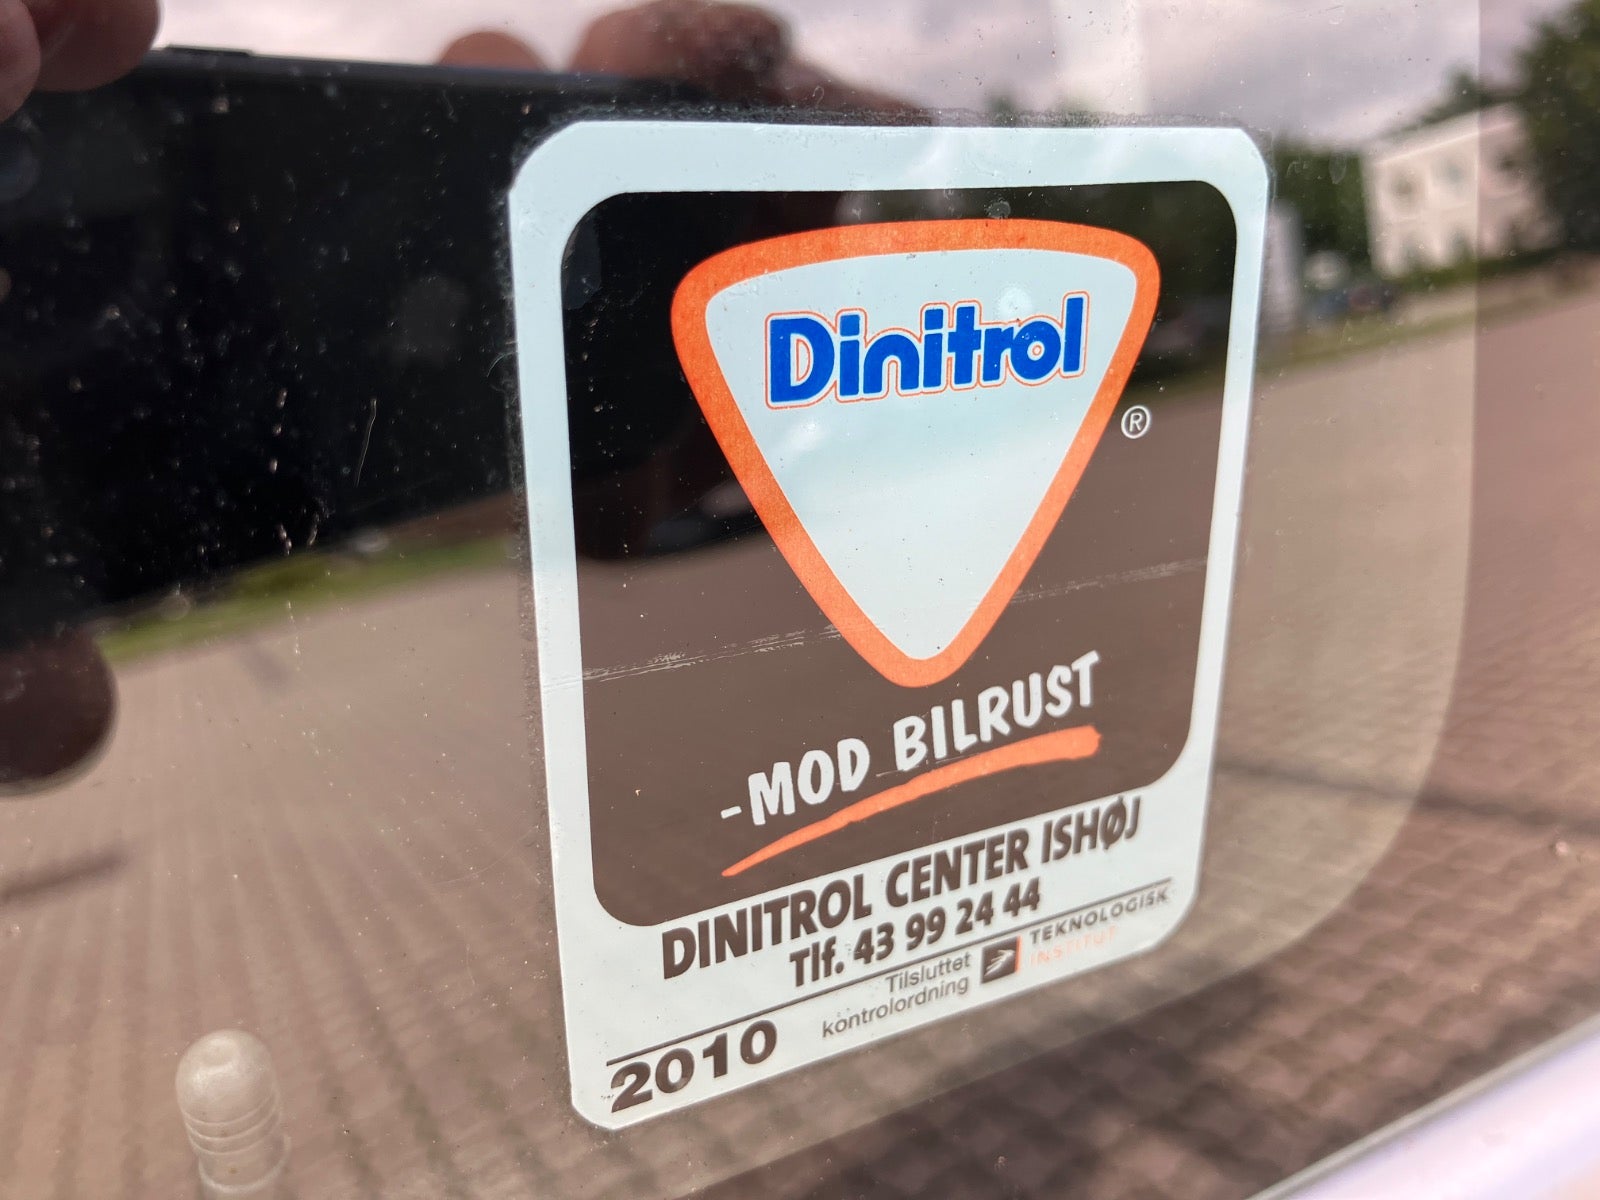 Dinitrol
®
-MOD BILRUST
DINITROL CENTER ISHØJ
Tlf. 43 99 24 44
Tilsluttet
kontrolordning
TEKNOLOGISK
INSTITUT
2010